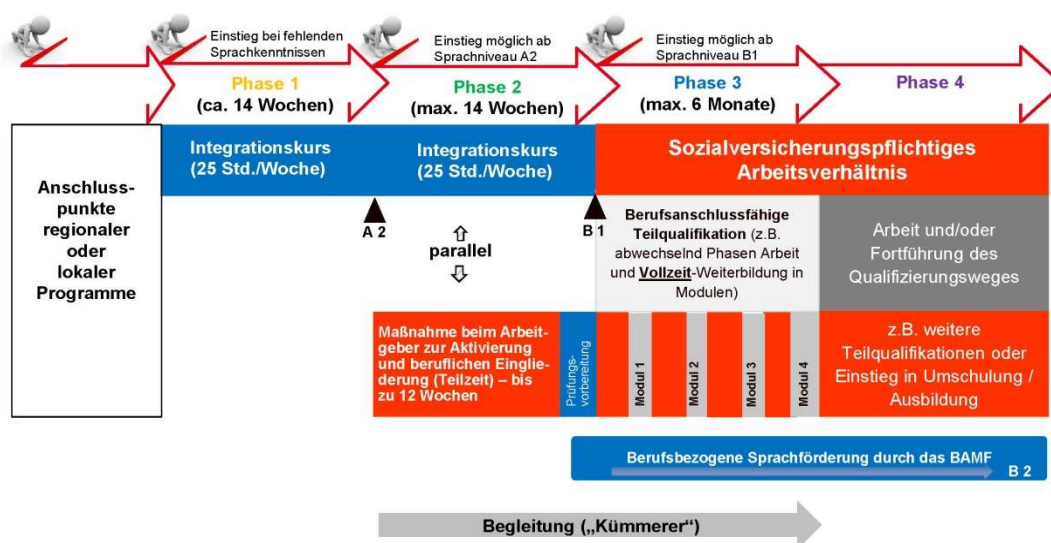 Einstieg bei fehlenden
Sprachkenntnissen
Einstieg möglich ab
Sprachniveau A2
Einstieg möglich ab
Sprachniveau B1
Phase 1
(ca. 14 Wochen)
Phase 2
(max. 14 Wochen)
Phase 3
(max. 6 Monate)
Phase 4
Anschluss-
punkte
regionaler
oder
lokaler
Programme
Integrationskurs
(25 Std./Woche)
Integrationskurs
(25 Std./Woche)
Sozialversicherungspflichtiges
Arbeitsverhältnis
A 2
parallel
B 1
Berufsanschlussfähige
Teilqualifikation (z.B.
abwechselnd Phasen Arbeit
und Vollzeit-Weiterbildung in
Modulen)
Arbeit und/oder
Fortführung des
Qualifizierungsweges
Maßnahme beim Arbeit-
geber zur Aktivierung
und beruflichen Einglie-
derung (Teilzeit) – bis
zu 12 Wochen
Prüfungs-
vorbereitung
Modul 1
Modul 2
Modul 3
Modul 4
z.B. weitere
Teilqualifikationen oder
Einstieg in Umschulung /
Ausbildung
Berufsbezogene Sprachförderung durch das BAMF
B 2
Begleitung („Kümmerer“)